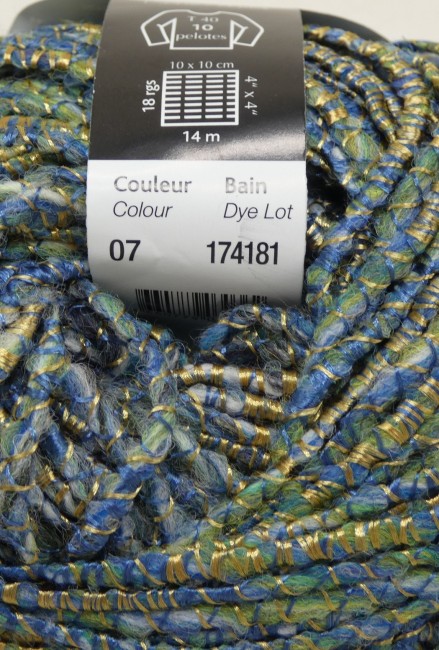 T 40
10
pelotes
10 x 10 cm
18 rgs
4" x 4"
14 m
Couleur Bain
Colour Dye Lot
07 174181